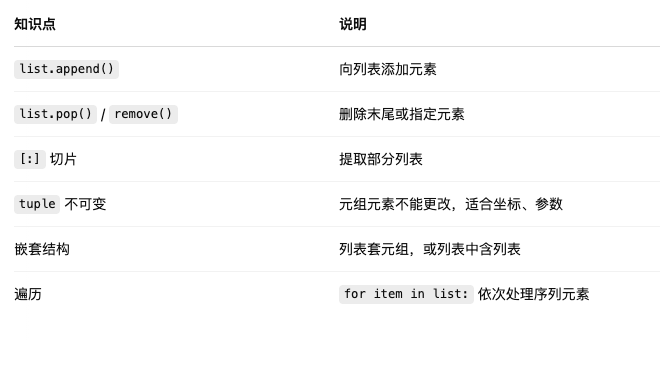 知识点 说明
list.append() 向列表添加元素
list.pop() / remove() 删除末尾或指定元素
[:] 切片 提取部分列表
tuple 不可变 元组元素不能更改，适合坐标、参数
嵌套结构 列表套元组，或列表中含列表
遍历 for item in list: 依次处理序列元素